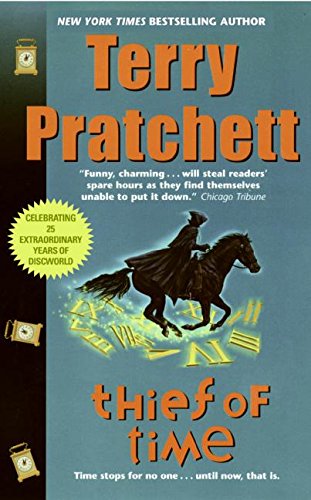 NEW YORK TIMES BESTSELLING AUTHOR
Terry
Pratchett
“Funny, charming . . . will steal readers’
spare hours as they find themselves
unable to put it down.” Chicago Tribune
CELEBRATING
25
EXTRAORDINARY
YEARS OF
DISCWORLD
thief of
time
Time stops for no one . . . until now, that is.